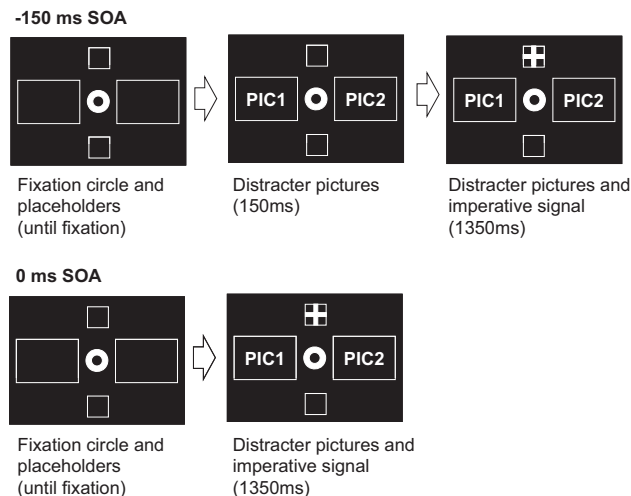 -150 ms SOA
PIC1 PIC2
PIC1 PIC2
Fixation circle and
placeholders
(until fixation)
Distracter pictures
(150ms)
Distracter pictures and
imperative signal
(1350ms)
0 ms SOA
PIC1 PIC2
Fixation circle and
placeholders
(until fixation)
Distracter pictures and
imperative signal
(1350ms)